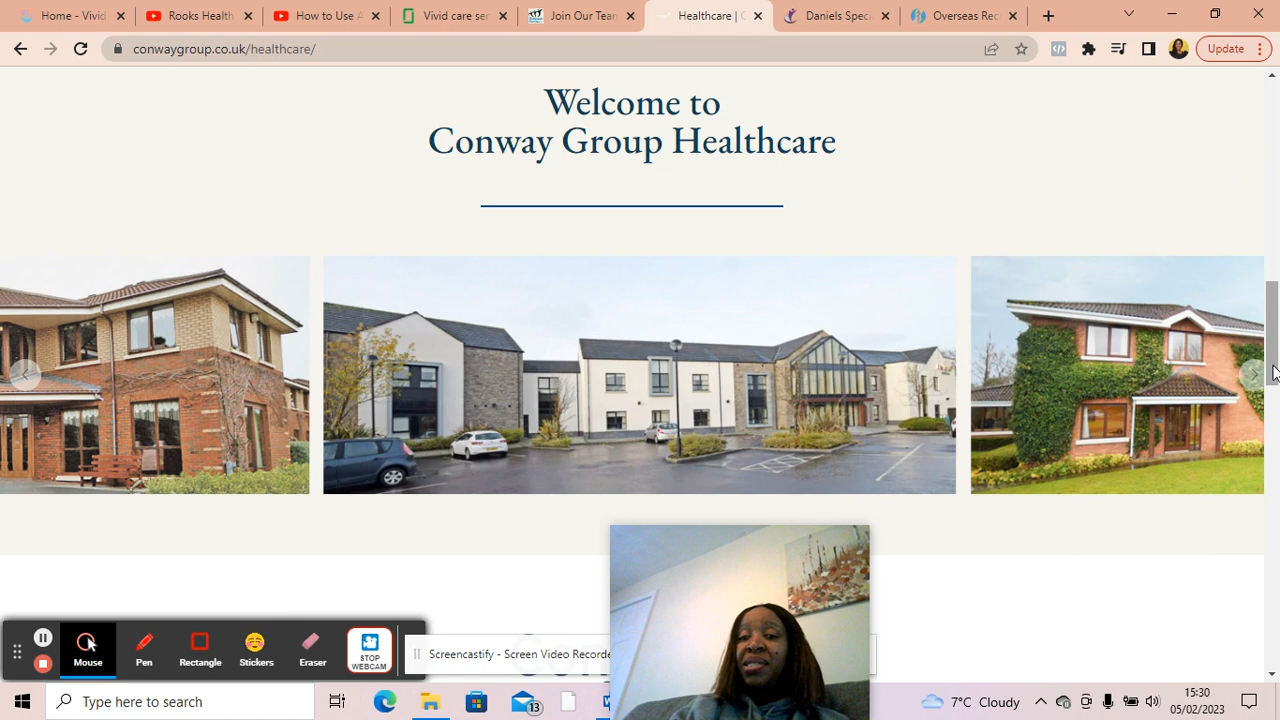 Home - Vivid
Rooks Health
How to Use A
Vivid care ser
Join Our Tean
Healthcare | C
Daniels Speci
Overseas Rec
conwaygroup.co.uk/healthcare/
Update
Welcome to
Conway Group Healthcare
Mouse
Pen
Rectangle
Stickers
Eraser
STOP
WEBCAM
Screencastify - Screen Video Recorde
Type here to search
13
7°C Cloudy
5:30
05/02/2023